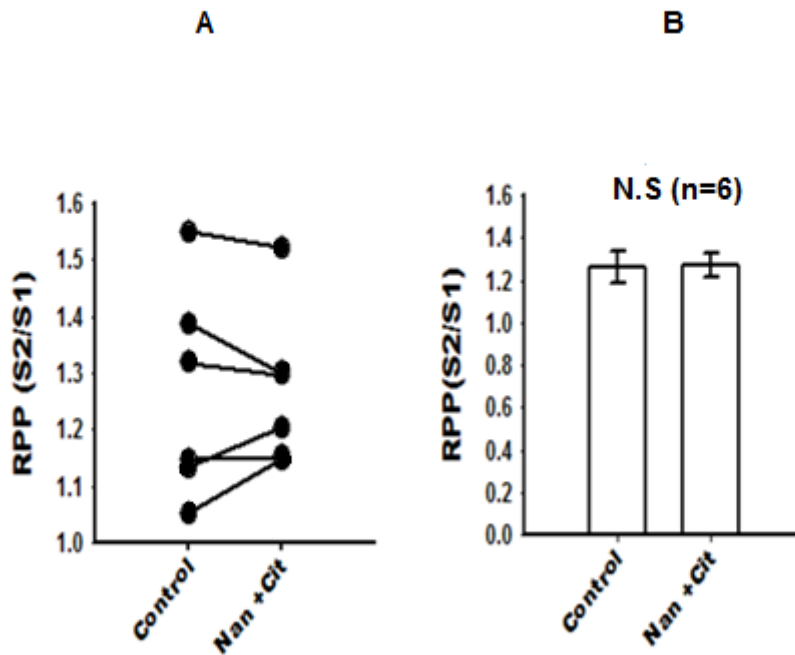 A
RPP (S2/S1)
1.6
1.5
1.4
1.3
1.2
1.1
1.0
Control
Nan +Cit
B
N.S (n=6)
RPP(S2/S1)
1.6
1.4
1.2
1.0
0.8
0.6
0.4
0.2
0.0
Control
Nan +Cit